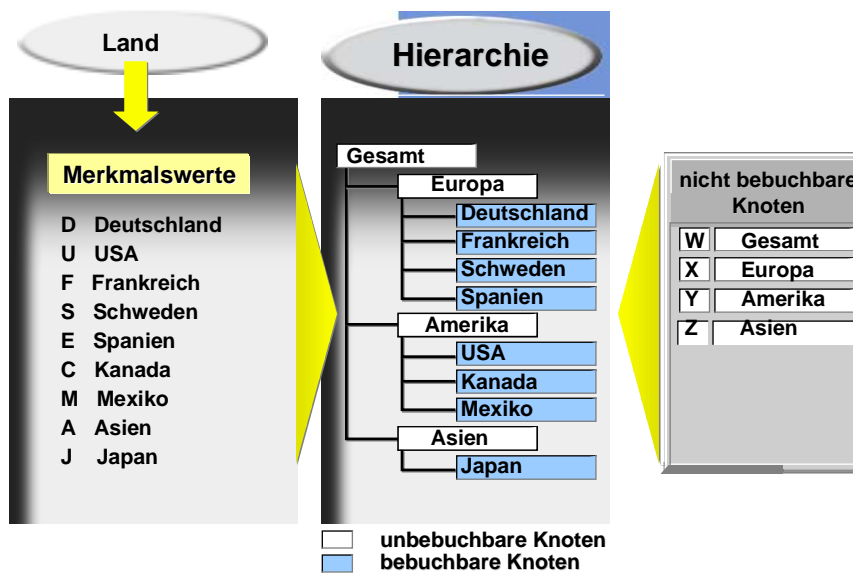 Land
Merkmalswerte
D Deutschland
U USA
F Frankreich
S Schweden
E Spanien
C Kanada
M Mexiko
A Asien
J Japan
Hierarchie
Gesamt
Europa
Deutschland
Frankreich
Schweden
Spanien
Amerika
USA
Kanada
Mexiko
Asien
Japan
nicht bebuchbare
Knoten
W Gesamt
X Europa
Y Amerika
Z Asien
unbebuchbare Knoten
bebuchbare Knoten